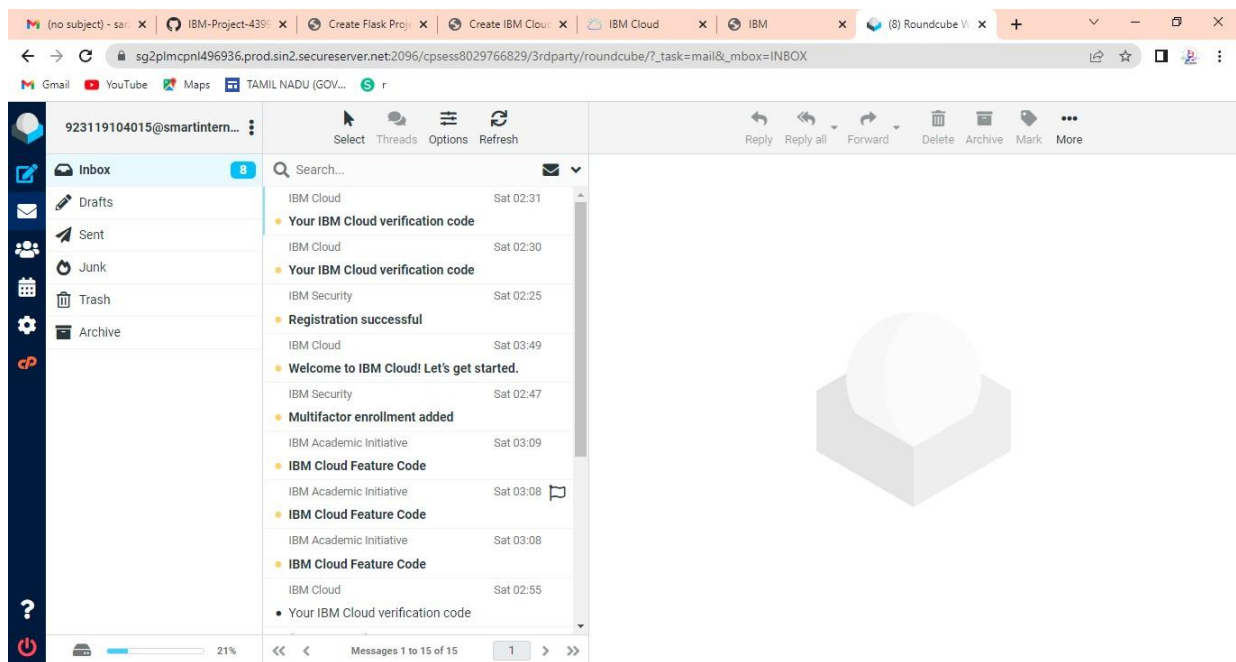 (no subject) - sar
IBM-Project-4399
Create Flask Proje
Create IBM Clou
IBM Cloud
IBM
(8) Roundcube W
sg2plmcpnl496936.prod.sin2.secureserver.net:2096/cpsess8029766829/3rdparty/roundcube/?_task=mail&_mbox=INBOX
Gmail
YouTube
Maps
TAMIL NADU (GOV...
r
923119104015@smartintern...
Select
Threads
Options
Refresh
Reply
Reply all
Forward
Delete
Archive
Mark
More
Inbox 8
Drafts
Sent
Junk
Trash
Archive
21%
Search...
IBM Cloud Sat 02:31
Your IBM Cloud verification code
IBM Cloud Sat 02:30
Your IBM Cloud verification code
IBM Security Sat 02:25
Registration successful
IBM Cloud Sat 03:49
Welcome to IBM Cloud! Let's get started.
IBM Security Sat 02:47
Multifactor enrollment added
IBM Academic Initiative Sat 03:09
IBM Cloud Feature Code
IBM Academic Initiative Sat 03:08
IBM Cloud Feature Code
IBM Academic Initiative Sat 03:08
IBM Cloud Feature Code
IBM Cloud Sat 02:55
Your IBM Cloud verification code
Messages 1 to 15 of 15
1